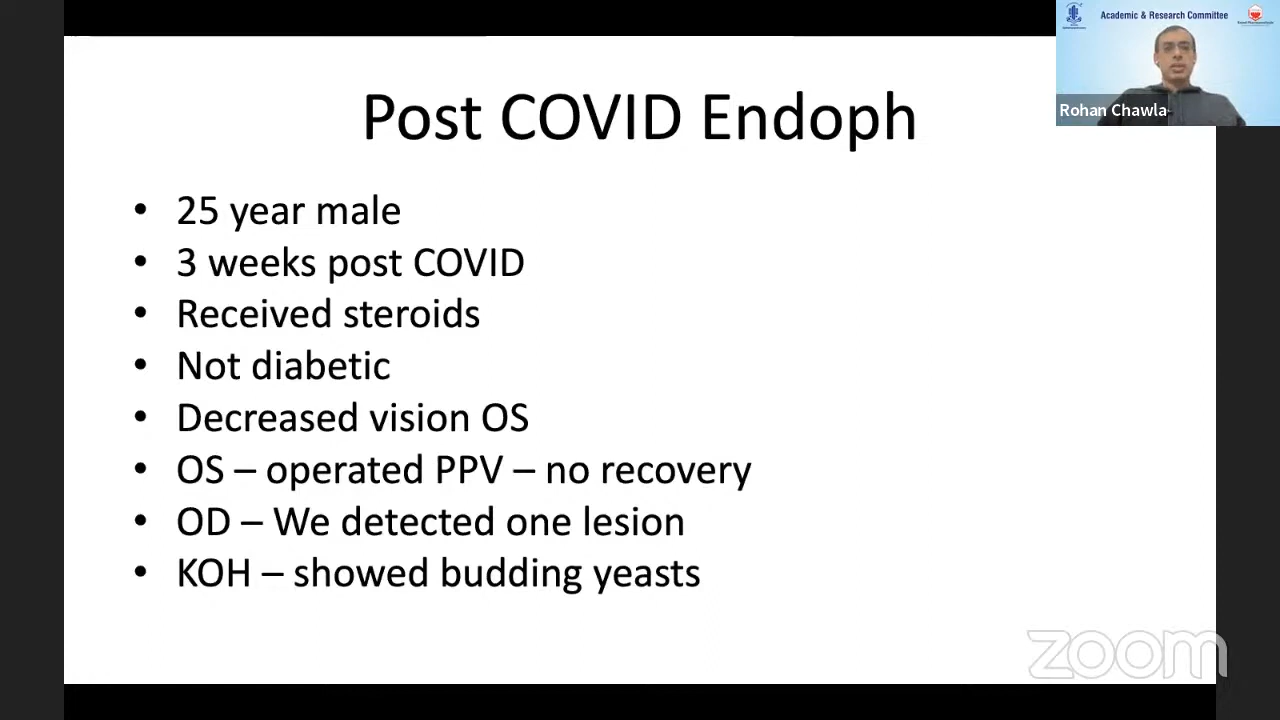 Academic & Research Committee
Rohan Chawla
Post COVID Endoph
• 25 year male
• 3 weeks post COVID
• Received steroids
• Not diabetic
• Decreased vision OS
• OS – operated PPV – no recovery
• OD – We detected one lesion
• KOH – showed budding yeasts
zoom